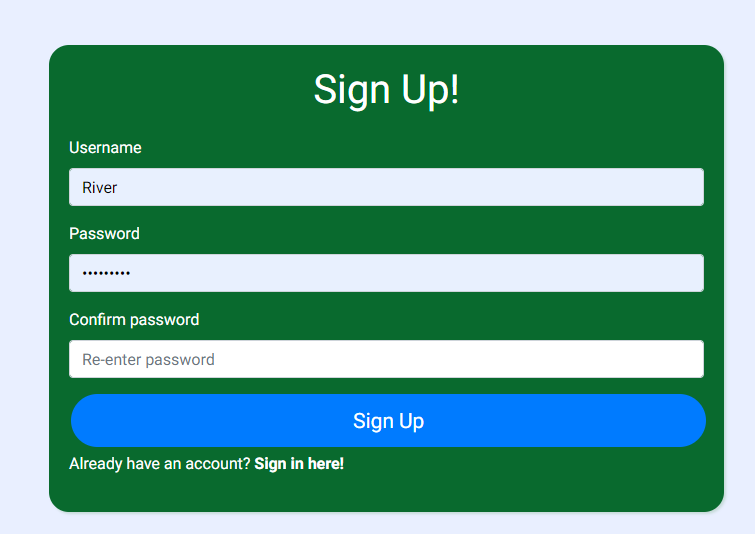 Sign Up!
Username
River
Password
•••••••••
Confirm password
Re-enter password
Sign Up
Already have an account? Sign in here!